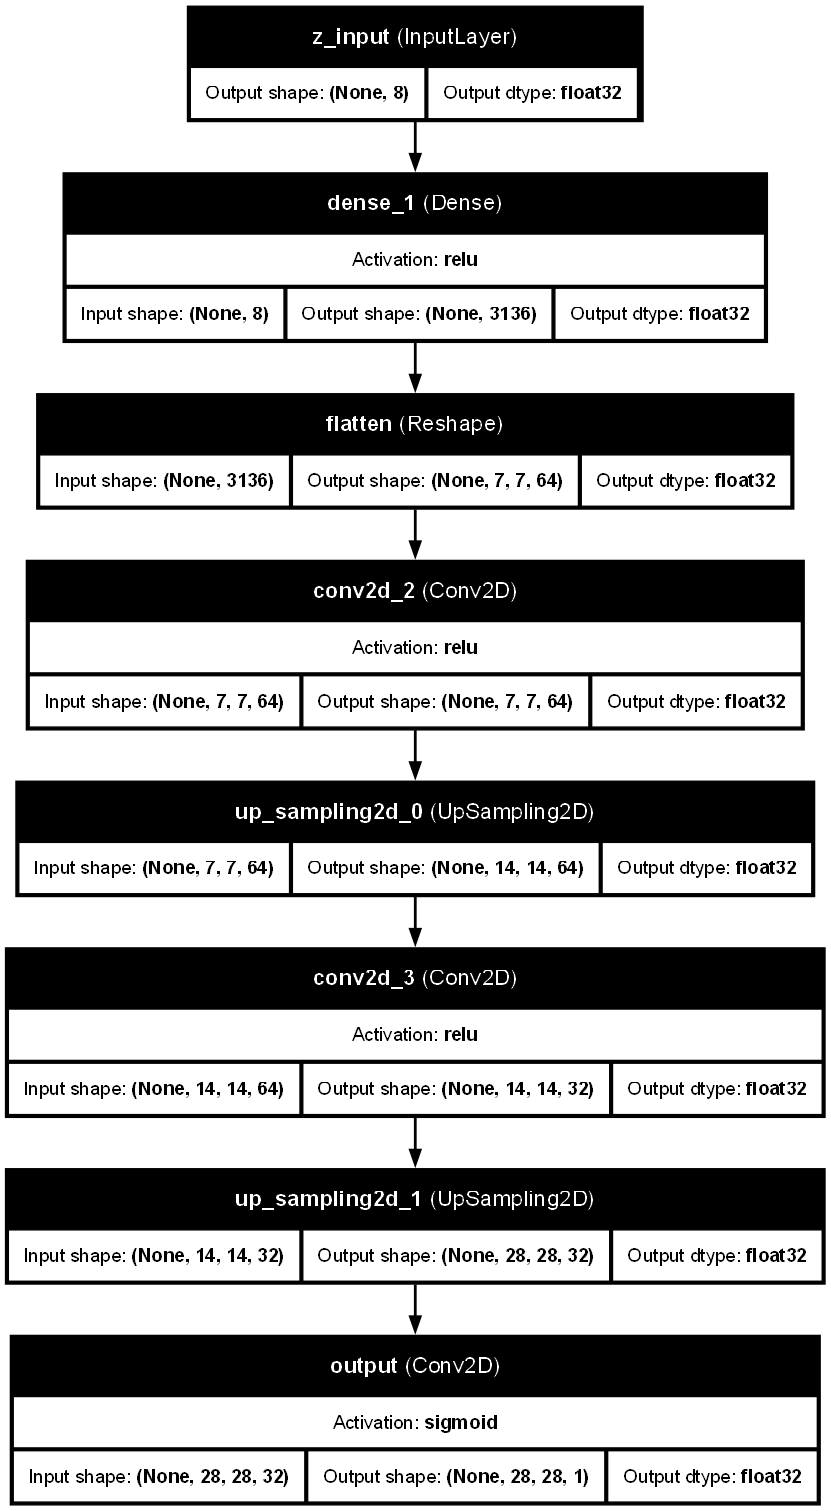 z_input (InputLayer)
Output shape: (None, 8) Output dtype: float32
dense_1 (Dense)
Activation: relu
Input shape: (None, 8) Output shape: (None, 3136) Output dtype: float32
flatten (Reshape)
Input shape: (None, 3136) Output shape: (None, 7, 7, 64) Output dtype: float32
conv2d_2 (Conv2D)
Activation: relu
Input shape: (None, 7, 7, 64) Output shape: (None, 7, 7, 64) Output dtype: float32
up_sampling2d_0 (UpSampling2D)
Input shape: (None, 7, 7, 64) Output shape: (None, 14, 14, 64) Output dtype: float32
conv2d_3 (Conv2D)
Activation: relu
Input shape: (None, 14, 14, 64) Output shape: (None, 14, 14, 32) Output dtype: float32
up_sampling2d_1 (UpSampling2D)
Input shape: (None, 14, 14, 32) Output shape: (None, 28, 28, 32) Output dtype: float32
output (Conv2D)
Activation: sigmoid
Input shape: (None, 28, 28, 32) Output shape: (None, 28, 28, 1) Output dtype: float32